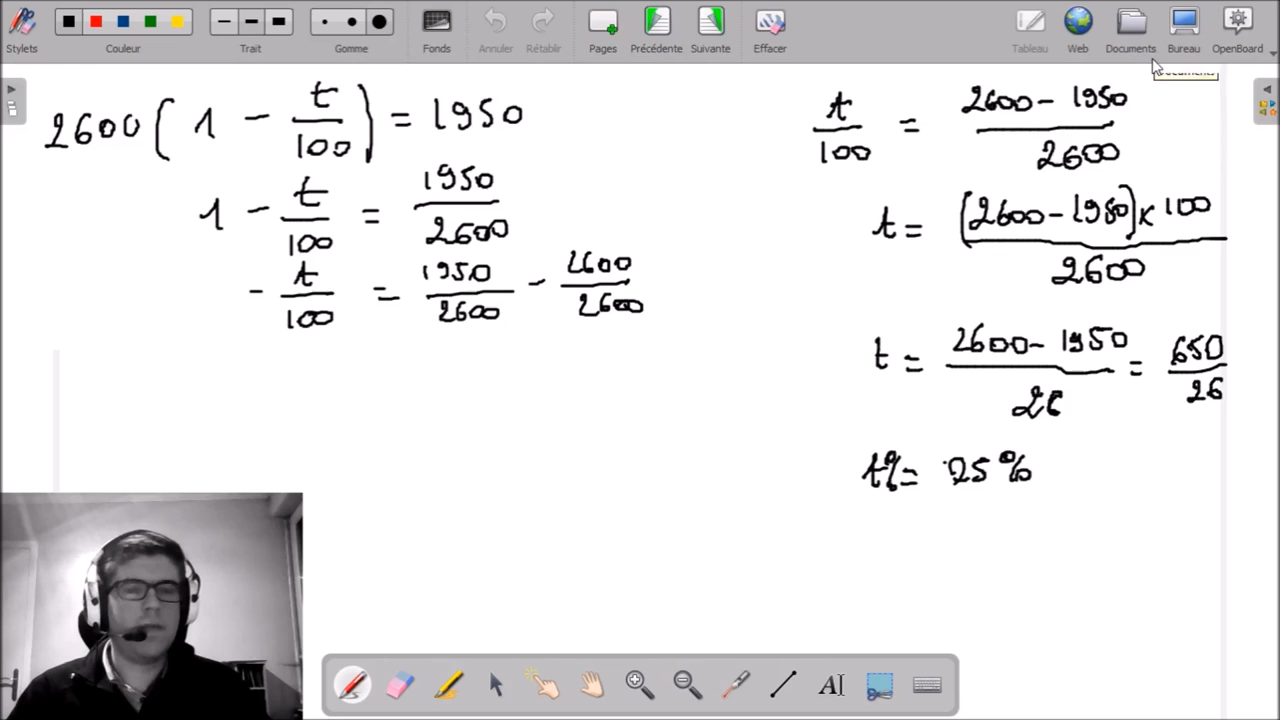 Stylets Couleur Trait Gomme Fonds Annuler Rétablir Pages Précédente Suivante Effacer Tableau Web Documents Bureau OpenBoard
Documents
2600(1 - t/100) = 1950
1 - t/100 = 1950/2600
- t/100 = 1950/2600 - 2600/2600
t/100 = (2600 - 1950)/2600
t = (2600 - 1950) × 100/2600
t = (2600 - 1950)/26 = 650/26
t% = 25%